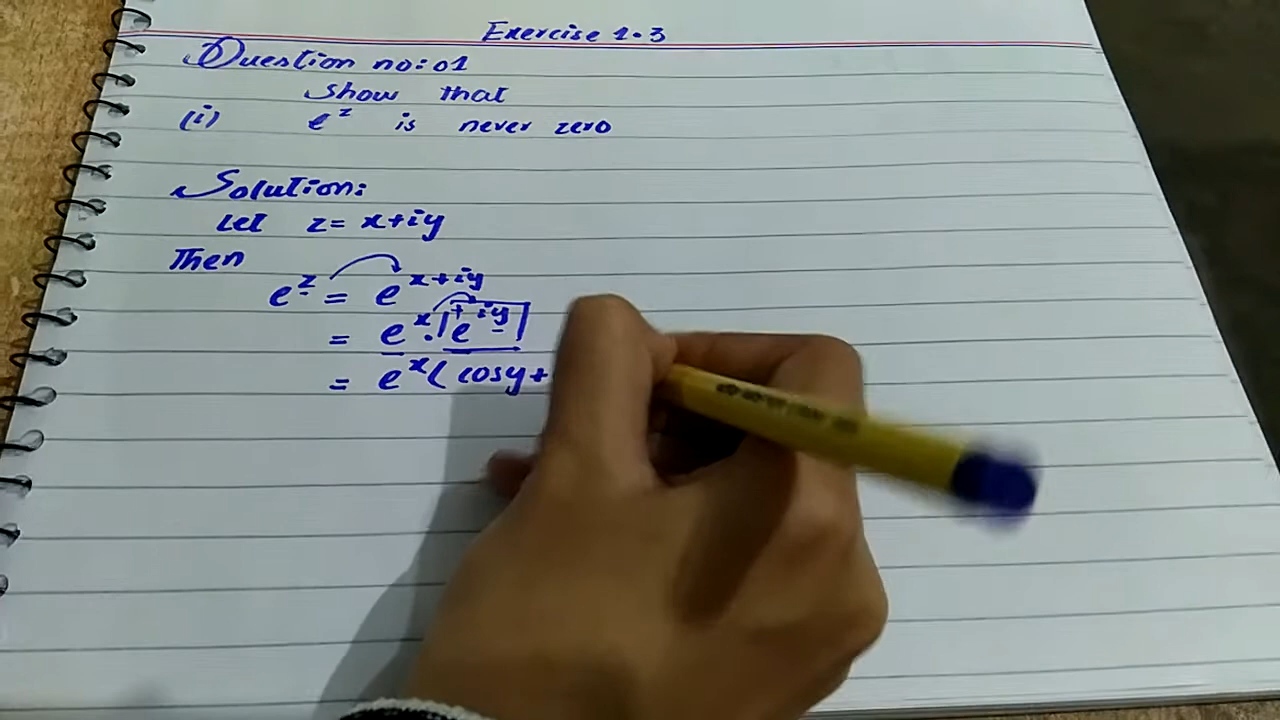 Exercise 1.3
Question no:01
Show that
(i) e^z is never zero
Solution:
Let z= x+iy
Then
e^z = e^x+iy
= e^x . e^+iy
= e^x( cosy+